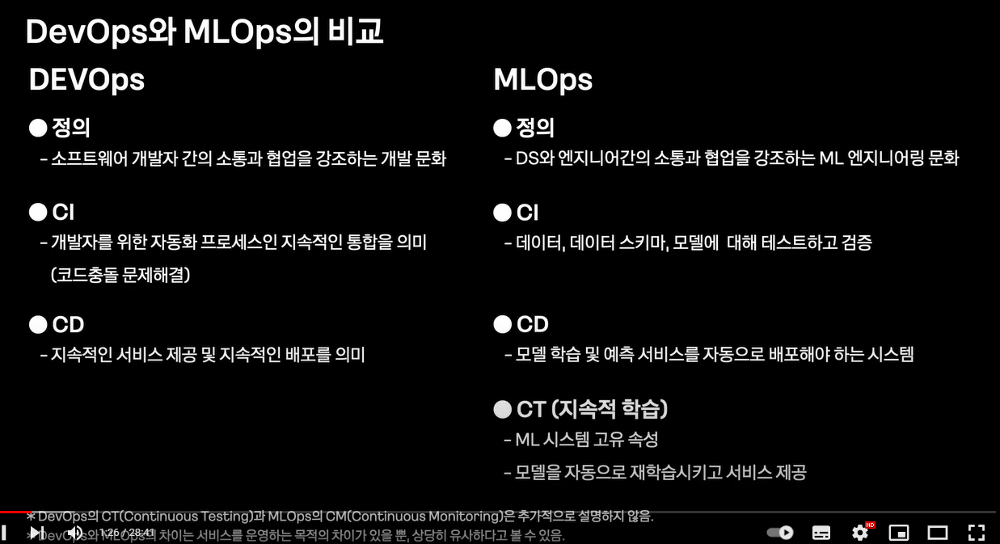 DevOps와 MLOps의 비교
DEVOps
● 정의
- 소프트웨어 개발자 간의 소통과 협업을 강조하는 개발 문화
● CI
- 개발자를 위한 자동화 프로세스인 지속적인 통합을 의미
(코드충돌 문제해결)
● CD
- 지속적인 서비스 제공 및 지속적인 배포를 의미
MLOps
● 정의
- DS와 엔지니어간의 소통과 협업을 강조하는 ML 엔지니어링 문화
● CI
- 데이터, 데이터 스키마, 모델에 대해 테스트하고 검증
● CD
- 모델 학습 및 예측 서비스를 자동으로 배포해야 하는 시스템
● CT (지속적 학습)
- ML 시스템 고유 속성
- 모델을 자동으로 재학습시키고 서비스 제공
* DevOps의 CT(Continuous Testing)과 MLOps의 CM(Continuous Monitoring)은 추가적으로 설명하지 않음.
* DevOps와 MLOps의 차이는 서비스를 운영하는 목적의 차이가 있을 뿐, 상당히 유사하다고 볼 수 있음.
1:26 / 28:41
HD